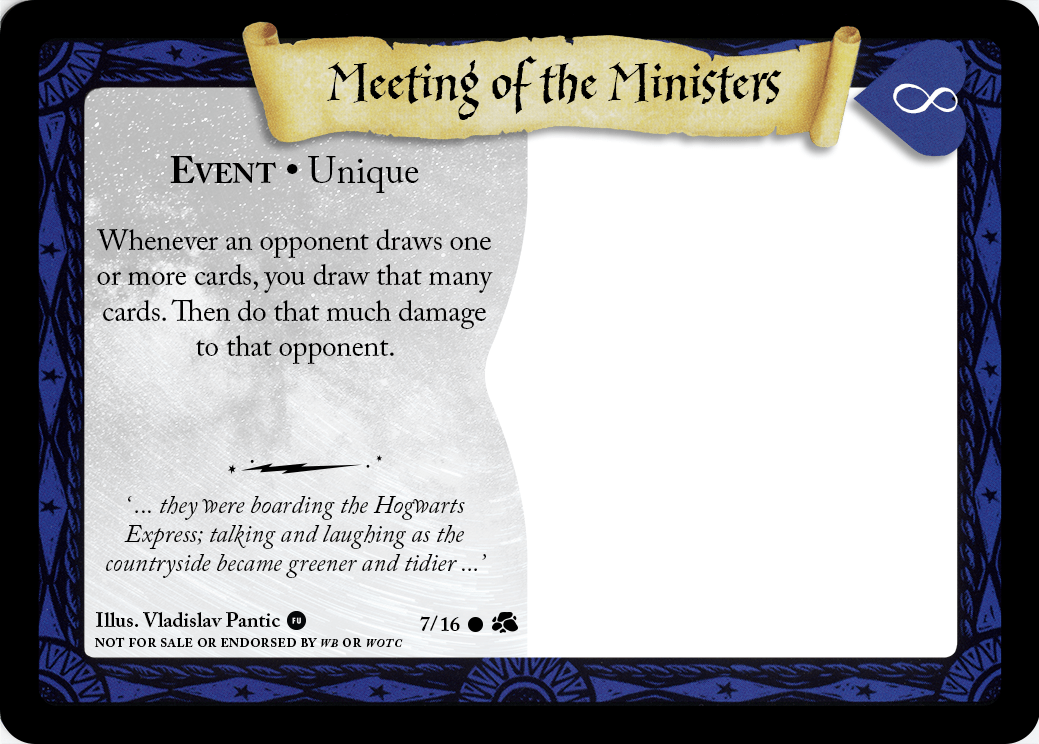 Meeting of the Ministers
∞
EVENT • Unique
Whenever an opponent draws one
or more cards, you draw that many
cards. Then do that much damage
to that opponent.
‘... they were boarding the Hogwarts
Express; talking and laughing as the
countryside became greener and tidier ...’
Illus. Vladislav Pantic FU
7/16
NOT FOR SALE OR ENDORSED BY WB OR WOTC